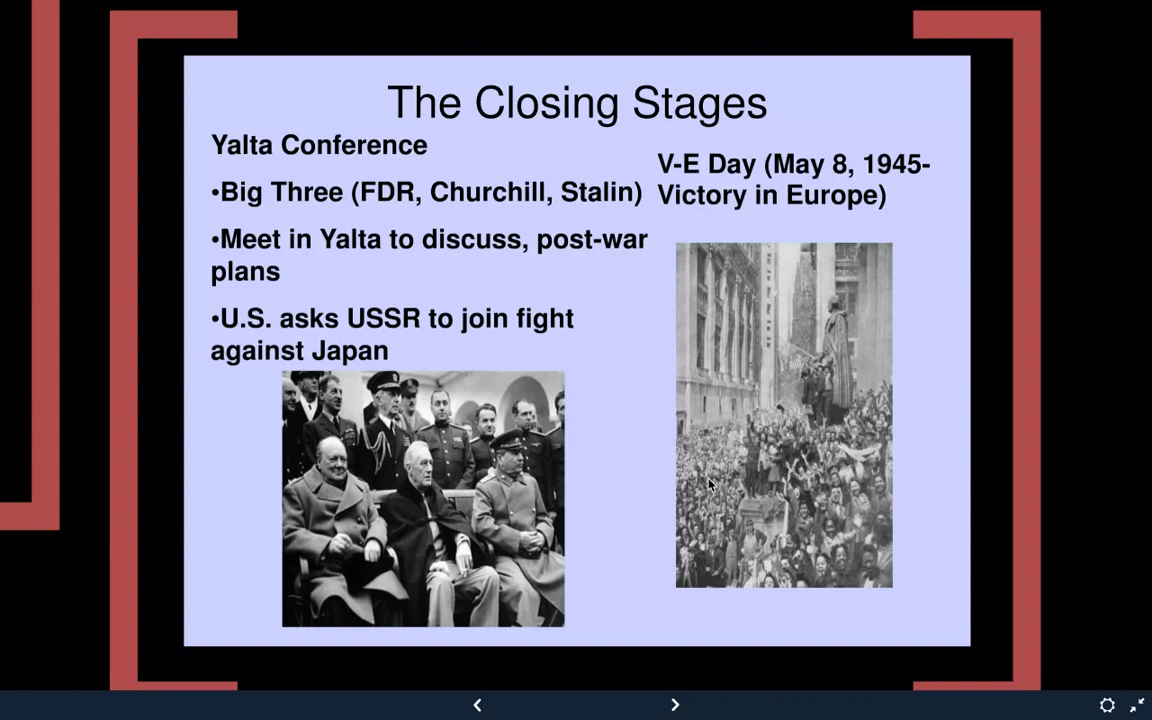 The Closing Stages
Yalta Conference
•Big Three (FDR, Churchill, Stalin)
•Meet in Yalta to discuss, post-war
plans
•U.S. asks USSR to join fight
against Japan
V-E Day (May 8, 1945-
Victory in Europe)